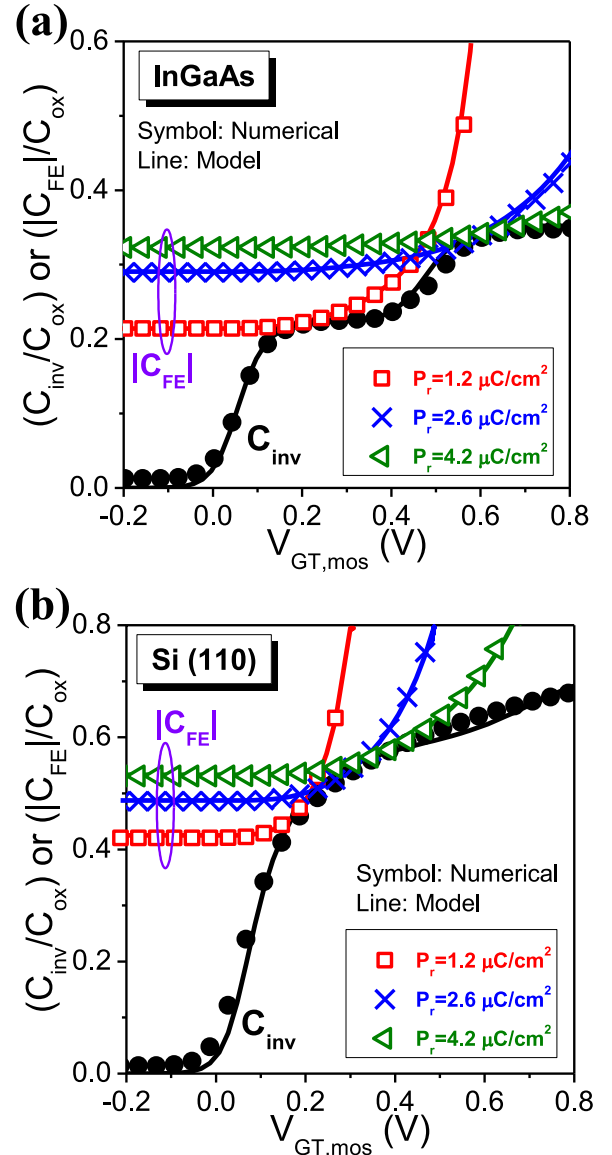 (a)
InGaAs
Symbol: Numerical
Line: Model
|C_FE|
C_inv
P_r=1.2 μC/cm²
P_r=2.6 μC/cm²
P_r=4.2 μC/cm²
(C_inv/C_ox) or (|C_FE|/C_ox)
0.6
0.4
0.2
0.0
-0.2 0.0 0.2 0.4 0.6 0.8
V_GT,mos (V)
(b)
Si (110)
|C_FE|
C_inv
Symbol: Numerical
Line: Model
P_r=1.2 μC/cm²
P_r=2.6 μC/cm²
P_r=4.2 μC/cm²
(C_inv/C_ox) or (|C_FE|/C_ox)
0.8
0.6
0.4
0.2
0.0
-0.2 0.0 0.2 0.4 0.6 0.8
V_GT,mos (V)